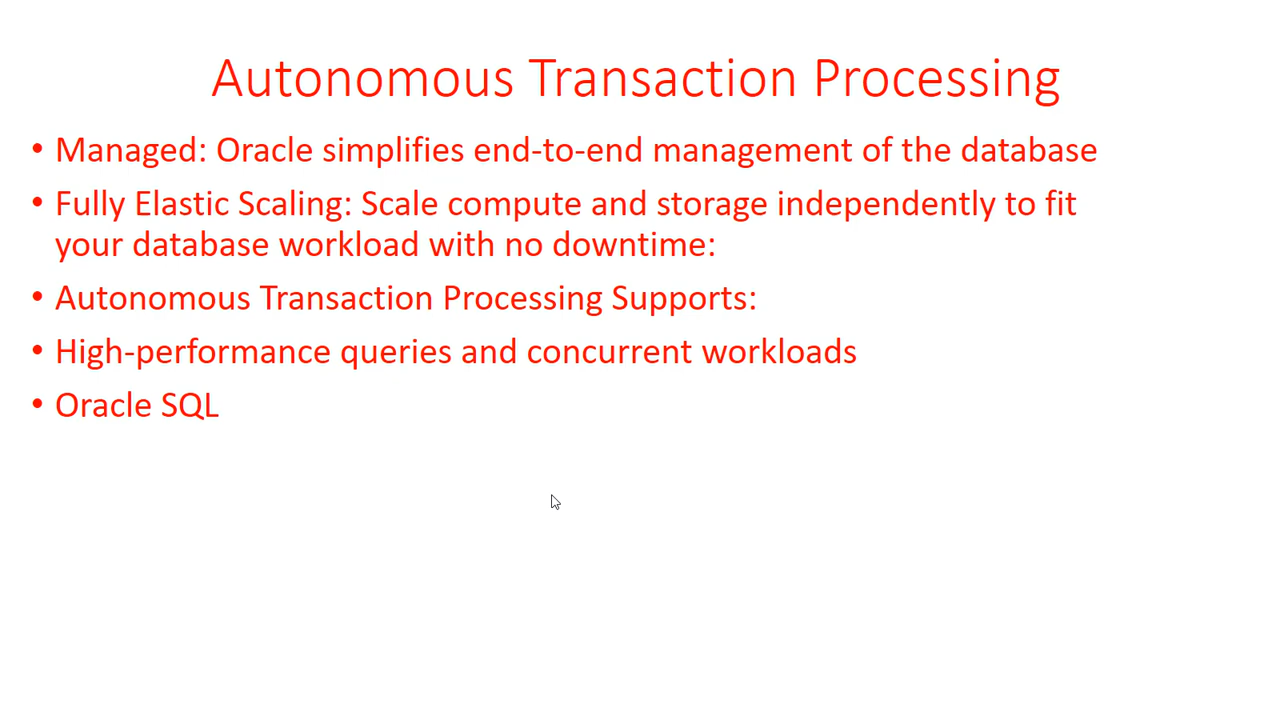 Autonomous Transaction Processing
• Managed: Oracle simplifies end-to-end management of the database
• Fully Elastic Scaling: Scale compute and storage independently to fit
your database workload with no downtime:
• Autonomous Transaction Processing Supports:
• High-performance queries and concurrent workloads
• Oracle SQL